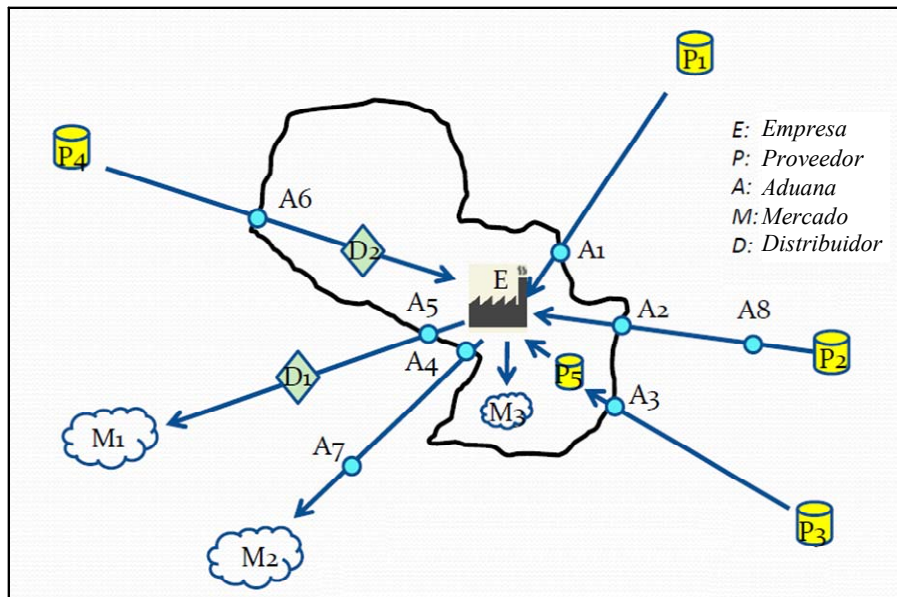 P1
E: Empresa
P: Proveedor
A: Aduana
M: Mercado
D: Distribuidor
P4
A6
D2
A1
E
A5
A2
A8
A4
P2
D1
P5
M3
A3
M1
A7
P3
M2